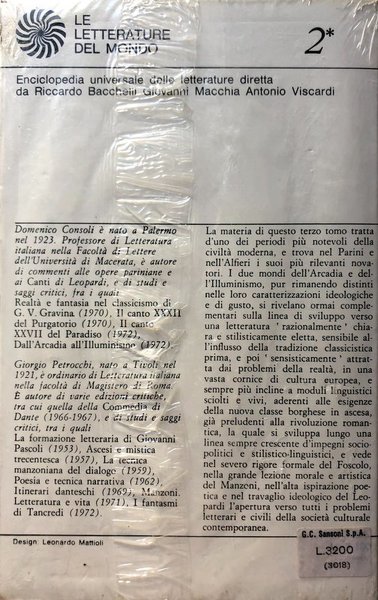 LE
LETTERATURE
DEL MONDO
2*
Enciclopedia universale delle letterature diretta
da Riccardo Bacchelli Giovanni Macchia Antonio Viscardi
Domenico Consoli è nato a Palermo
nel 1923. Professore di Letteratura
italiana nella Facoltà di Lettere
dell'Università di Macerata, è autore
di commenti alle opere pariniane e
ai Canti di Leopardi, e di studi e
saggi critici, fra i quali
Realtà e fantasia nel classicismo di
G. V. Gravina (1970), Il canto XXXII
del Purgatorio (1970), Il canto
XXVII del Paradiso (1972),
Dall'Arcadia all'Illuminismo (1972).
Giorgio Petrocchi, nato a Tivoli nel
1921, è ordinario di Letteratura italiana
nella facoltà di Magistero di Roma.
È autore di varie edizioni critiche,
tra cui quella della Commedia di
Dante (1966-1967), e di studi e saggi
critici, tra i quali
La formazione letteraria di Giovanni
Pascoli (1953), Ascesi e mistica
trecentesca (1957), La tecnica
manzoniana del dialogo (1959),
Poesia e tecnica narrativa (1962),
Itinerari danteschi (1969), Manzoni.
Letteratura e vita (1971), I fantasmi
di Tancredi (1972).
La materia di questo terzo tomo tratta
d'uno dei periodi più notevoli della
civiltà moderna, e trova nel Parini e
nell'Alfieri i suoi più rilevanti nova-
tori. I due mondi dell'Arcadia e del-
l'Illuminismo, pur rimanendo distinti
nelle loro caratterizzazioni ideologiche
e di gusto, si rivelano ormai comple-
mentari sulla linea di sviluppo verso
una letteratura 'razionalmente' chia-
ra e stilisticamente eletta, sensibile al-
l'influsso della tradizione classicistica
prima, e poi 'sensisticamente' attrat-
ta dai problemi della realtà, in una
vasta cornice di cultura europea, e
sempre più incline a moduli linguistici
sciolti e vivi, aderenti alle esigenze
della nuova classe borghese in ascesa,
già preludenti alla rivoluzione roman-
tica, la quale si sviluppa lungo una
linea sempre crescente d'impegni socio-
politici e stilistico-linguistici, e vede
nel severo rigore formale del Foscolo,
nella grande lezione morale e artistica
del Manzoni, nell'alta ispirazione poe-
tica e nel travaglio ideologico del Leo-
pardi l'apertura verso tutti i problemi
letterari e civili della società culturale
contemporanea.
Design: Leonardo Mattioli
G.C. Sansoni S.p.A.
L.3200
(3018)